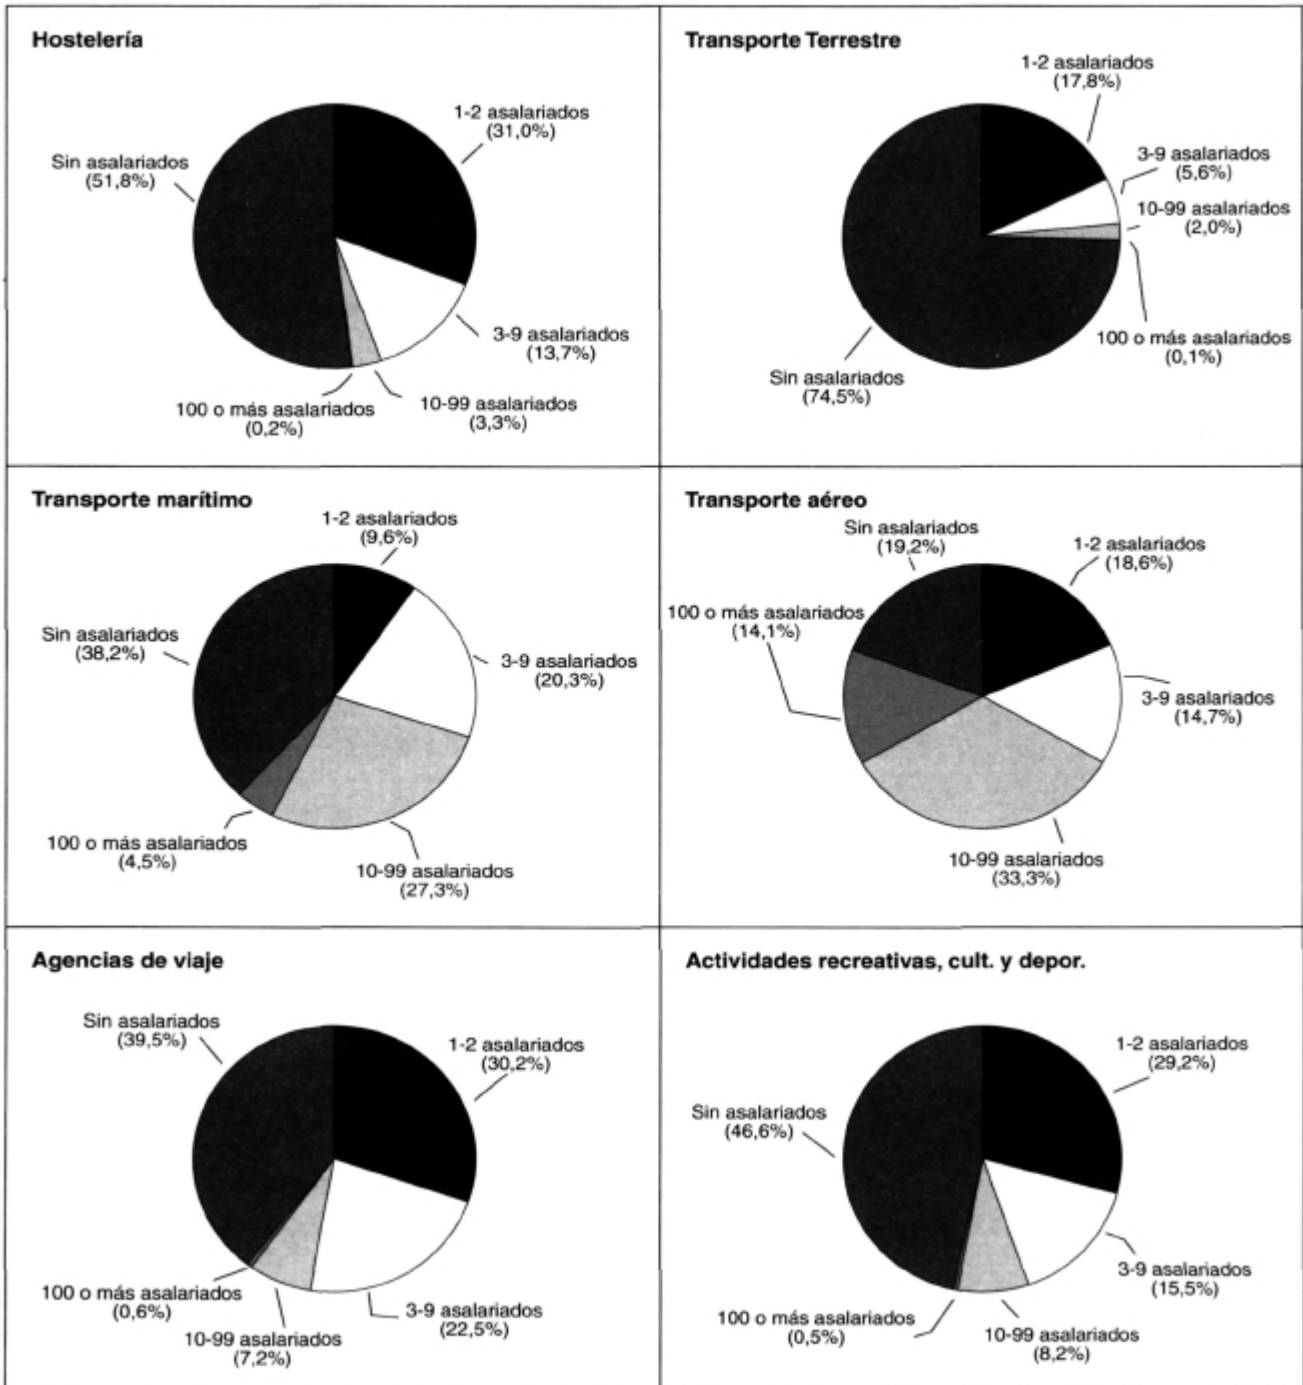 Hostelería
1-2 asalariados
(31,0%)
Sin asalariados
(51,8%)
3-9 asalariados
(13,7%)
100 o más asalariados
(0,2%)
10-99 asalariados
(3,3%)
Transporte Terrestre
1-2 asalariados
(17,8%)
3-9 asalariados
(5,6%)
10-99 asalariados
(2,0%)
100 o más asalariados
(0,1%)
Sin asalariados
(74,5%)
Transporte marítimo
1-2 asalariados
(9,6%)
Sin asalariados
(38,2%)
3-9 asalariados
(20,3%)
100 o más asalariados
(4,5%)
10-99 asalariados
(27,3%)
Transporte aéreo
Sin asalariados
(19,2%)
1-2 asalariados
(18,6%)
100 o más asalariados
(14,1%)
3-9 asalariados
(14,7%)
10-99 asalariados
(33,3%)
Agencias de viaje
Sin asalariados
(39,5%)
1-2 asalariados
(30,2%)
100 o más asalariados
(0,6%)
3-9 asalariados
(22,5%)
10-99 asalariados
(7,2%)
Actividades recreativas, cult. y depor.
1-2 asalariados
(29,2%)
Sin asalariados
(46,6%)
3-9 asalariados
(15,5%)
100 o más asalariados
(0,5%)
10-99 asalariados
(8,2%)